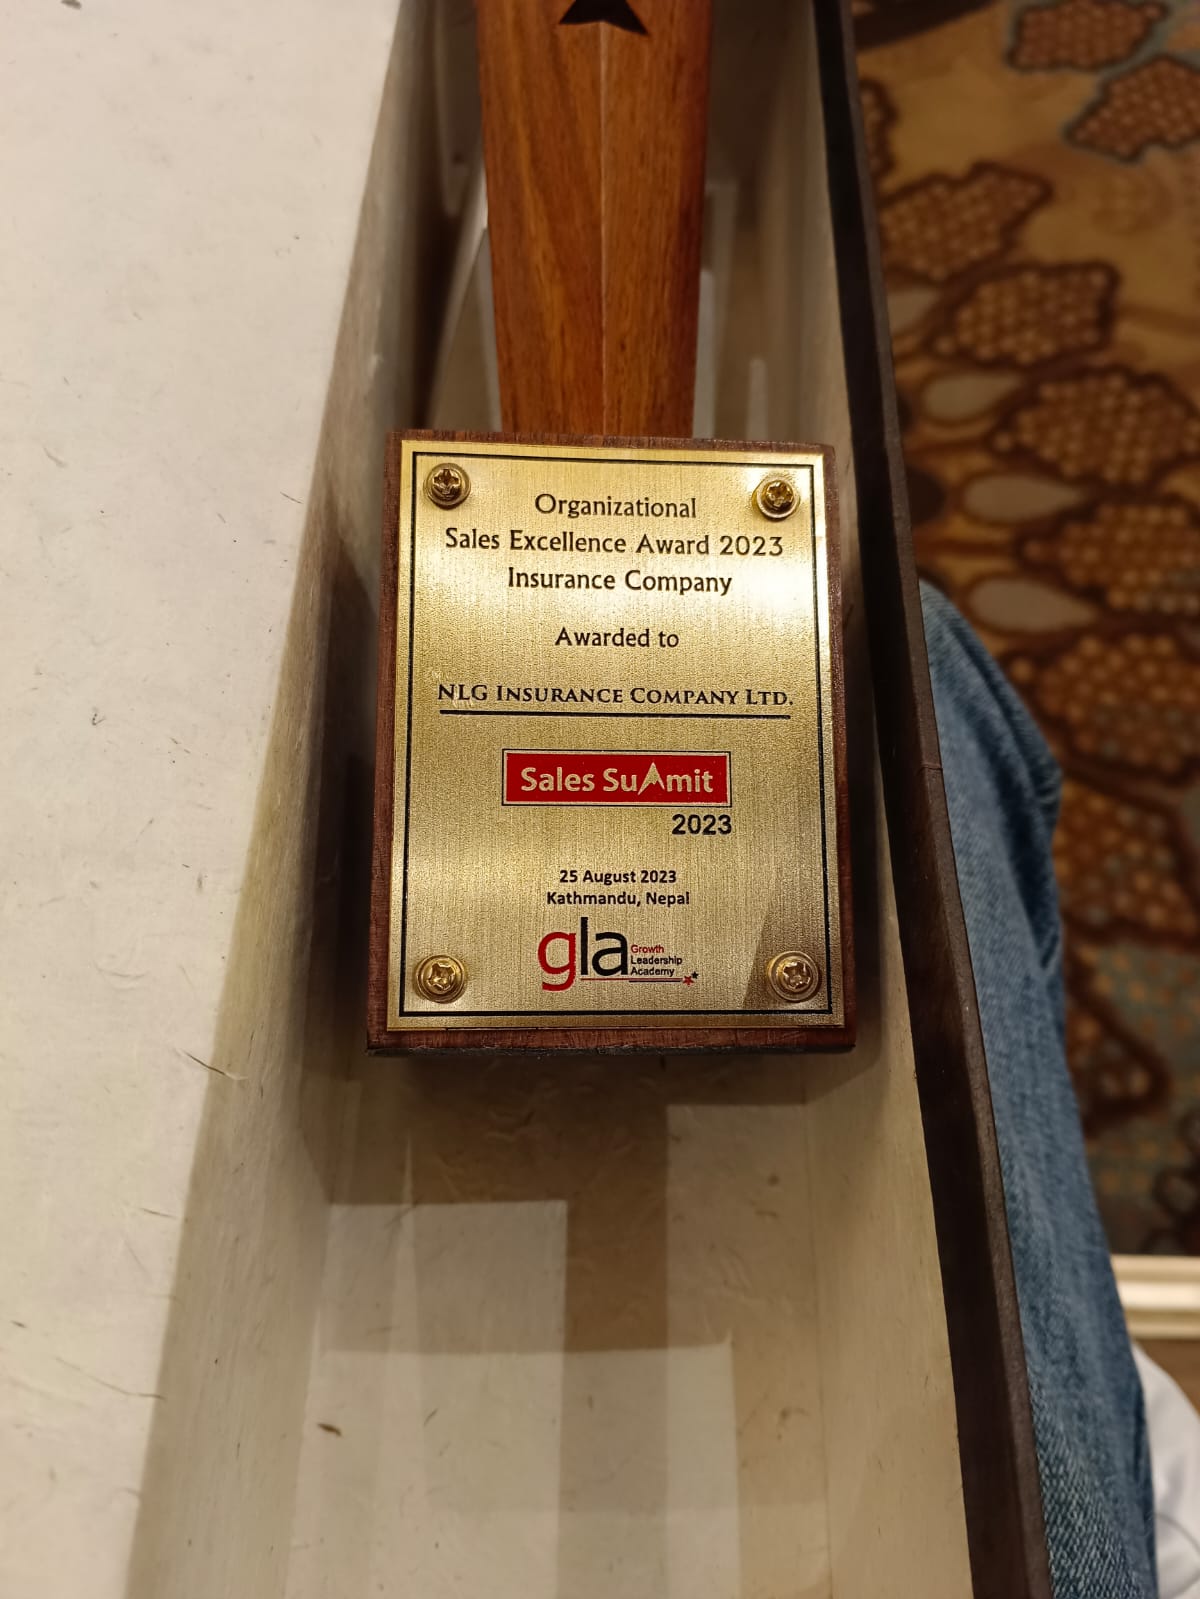 Organizational
Sales Excellence Award 2023
Insurance Company
Awarded to
NLG INSURANCE COMPANY LTD.
Sales Summit
2023
25 August 2023
Kathmandu, Nepal
gla
Growth
Leadership
Academy